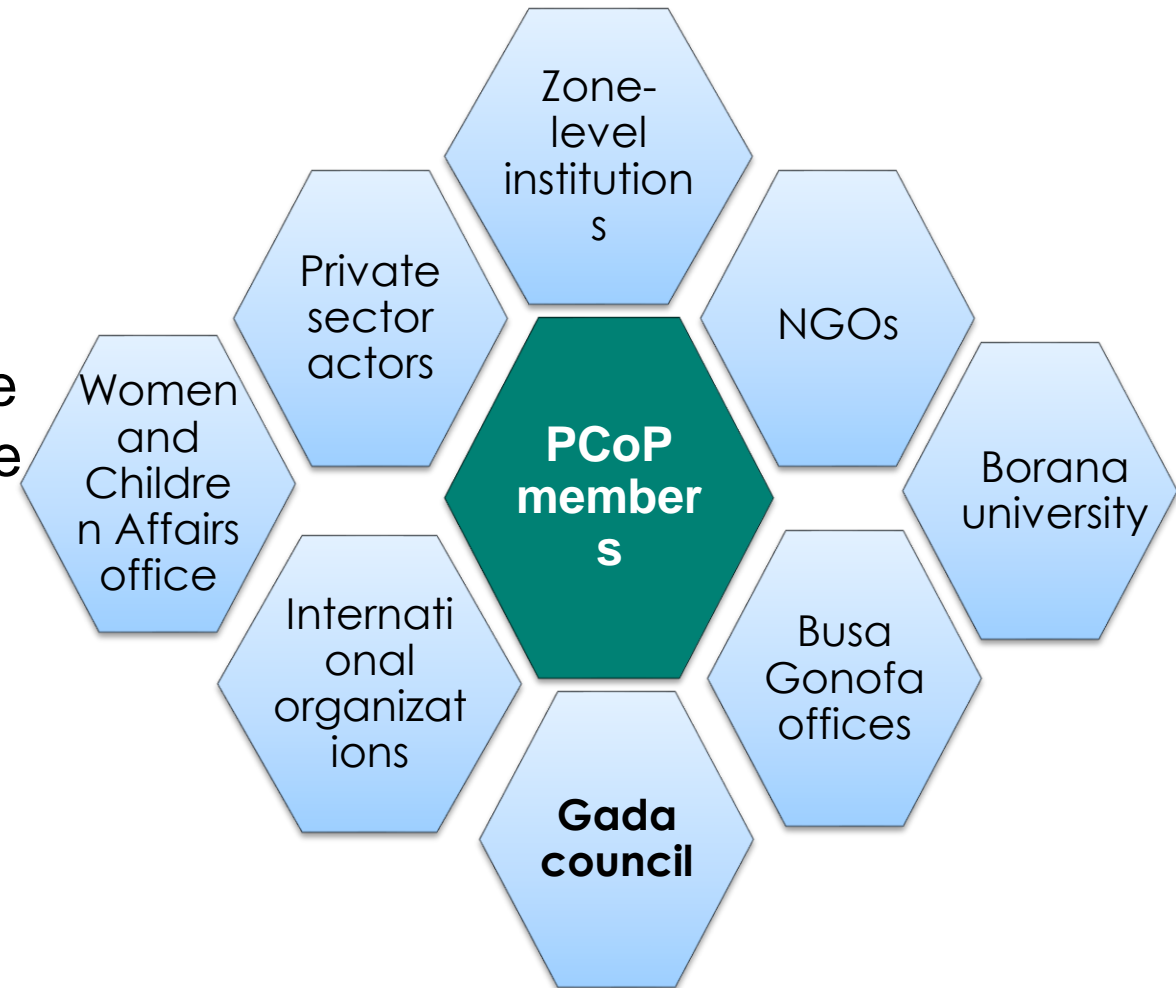 Zone-
level
institution
s
Private
sector
actors
NGOs
e
e
Women
and
Childre
n Affairs
office
PCoP
member
s
Borana
university
Internati
onal
organizat
ions
Busa
Gonofa
offices
Gada
council